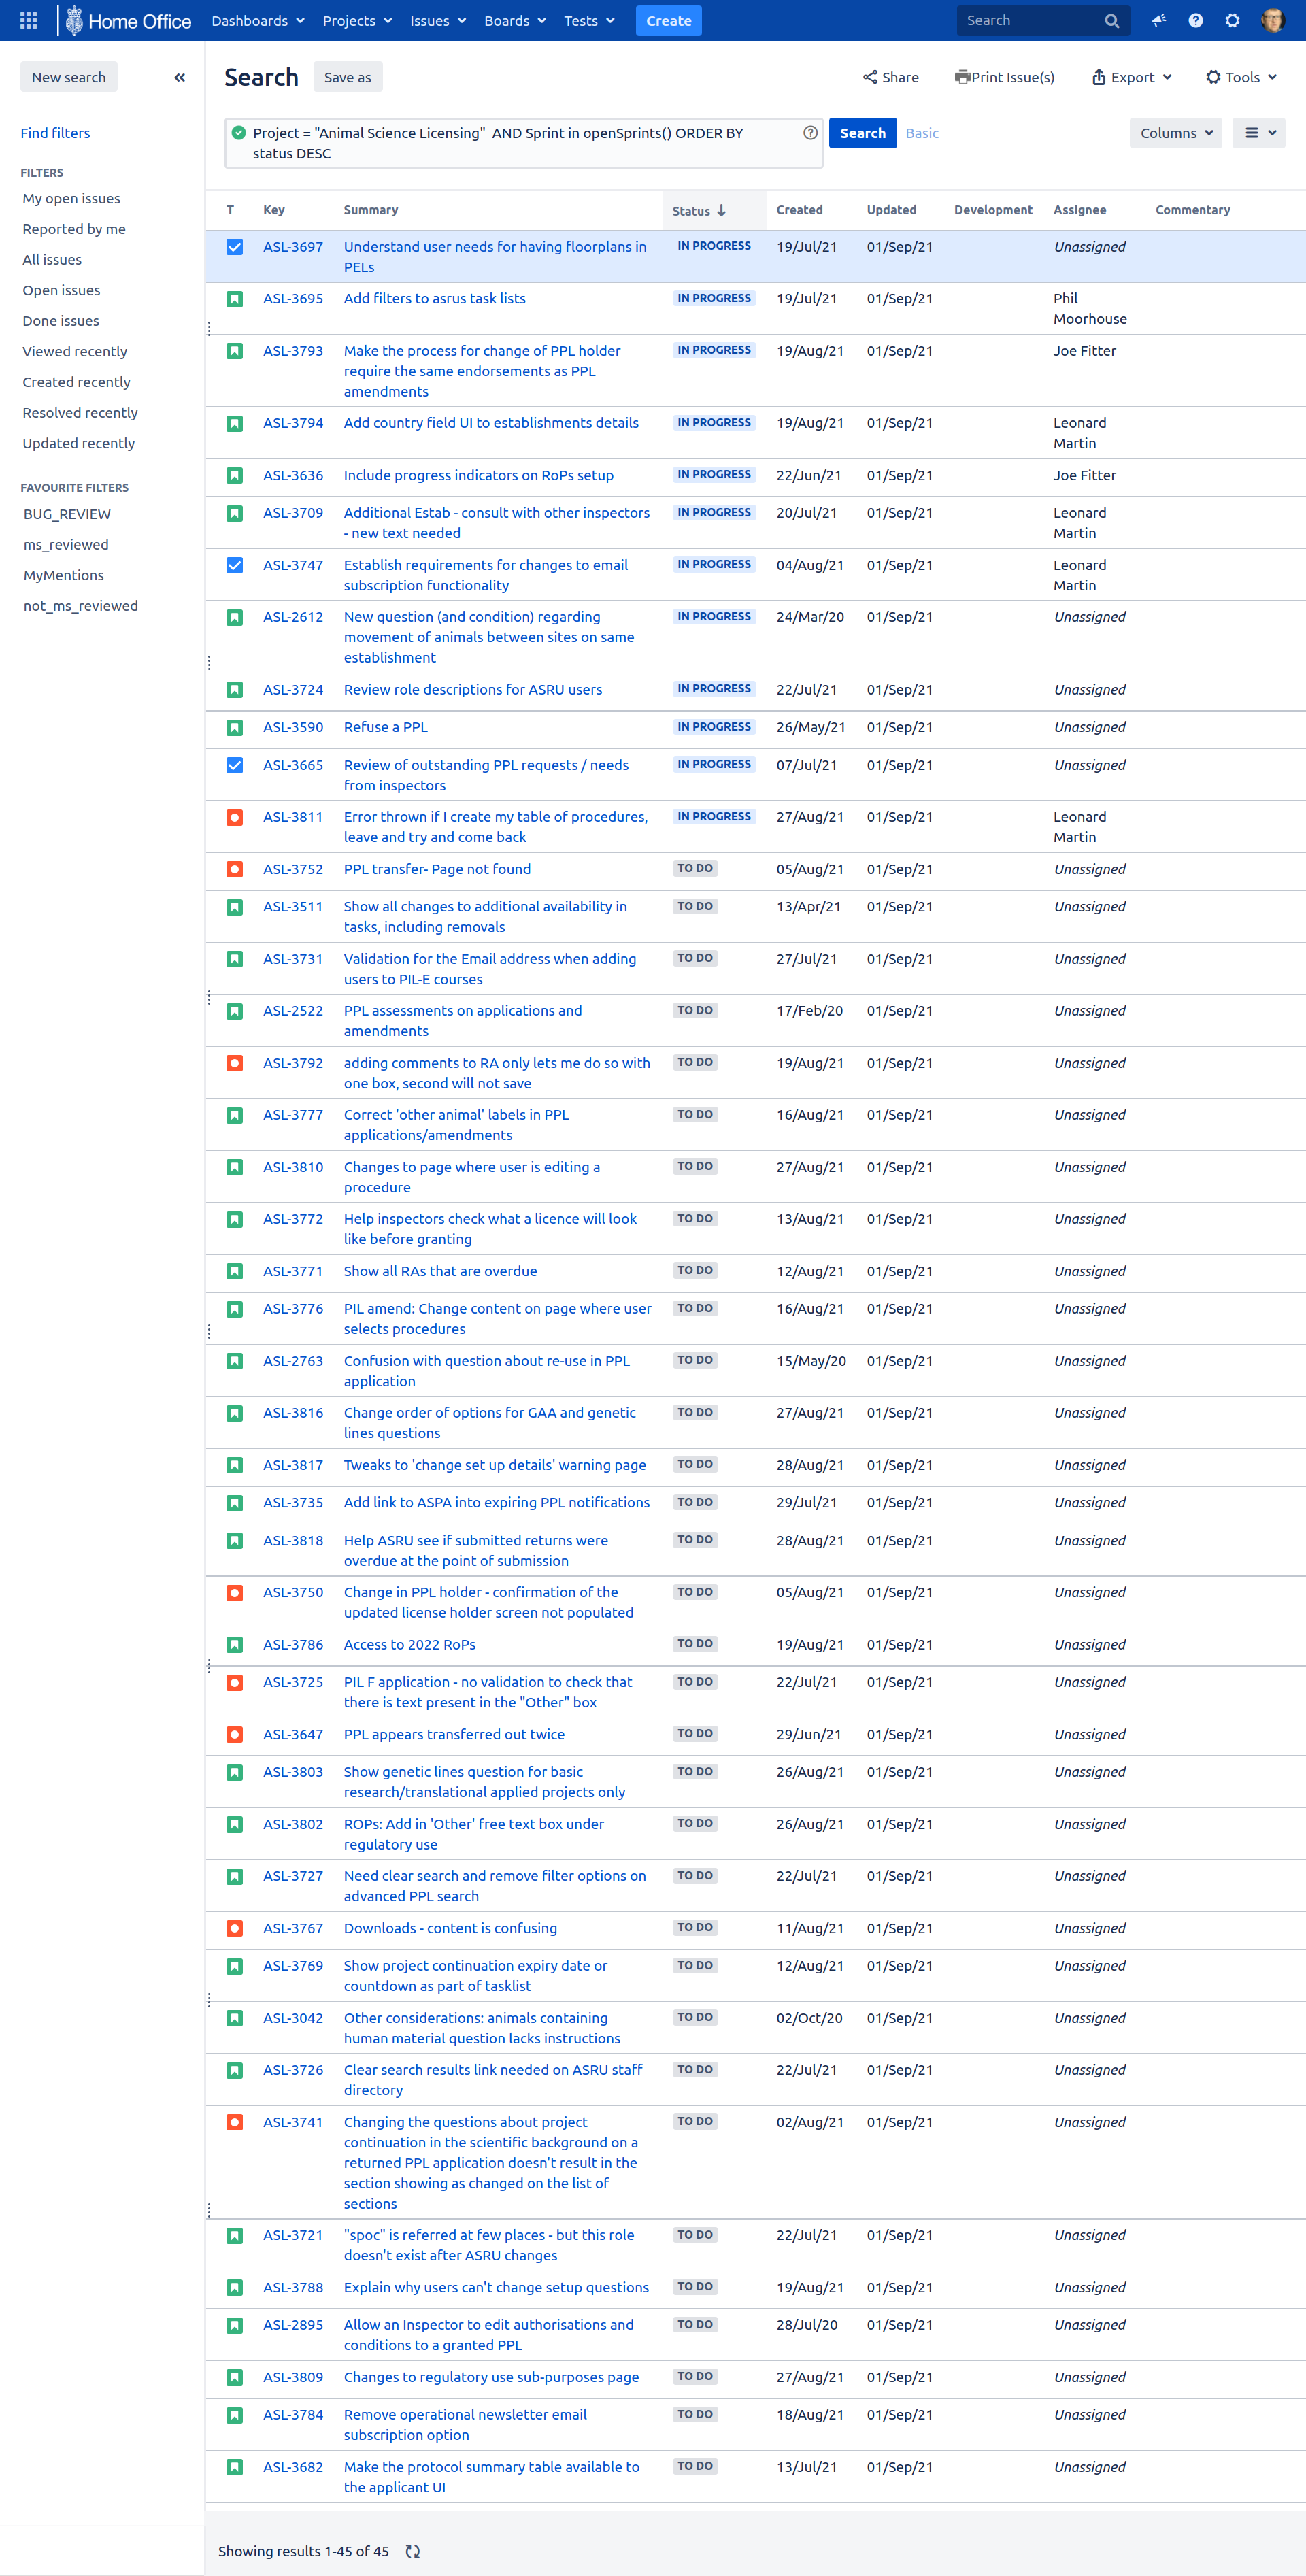 Home Office Dashboards Projects Issues Boards Tests Create Search
New search
Search Save as Share Print Issue(s) Export Tools
Find filters
Project = "Animal Science Licensing" AND Sprint in openSprints() ORDER BY
status DESC
Search Basic Columns
FILTERS
My open issues
Reported by me
All issues
Open issues
Done issues
Viewed recently
Created recently
Resolved recently
Updated recently
FAVOURITE FILTERS
BUG_REVIEW
ms_reviewed
MyMentions
not_ms_reviewed
T Key Summary Status Created Updated Development Assignee Commentary
ASL-3697 Understand user needs for having floorplans in IN PROGRESS 19/Jul/21 01/Sep/21 Unassigned
PELs
ASL-3695 Add filters to asrus task lists IN PROGRESS 19/Jul/21 01/Sep/21 Phil
Moorhouse
ASL-3793 Make the process for change of PPL holder IN PROGRESS 19/Aug/21 01/Sep/21 Joe Fitter
require the same endorsements as PPL
amendments
ASL-3794 Add country field UI to establishments details IN PROGRESS 19/Aug/21 01/Sep/21 Leonard
Martin
ASL-3636 Include progress indicators on RoPs setup IN PROGRESS 22/Jun/21 01/Sep/21 Joe Fitter
ASL-3709 Additional Estab - consult with other inspectors IN PROGRESS 20/Jul/21 01/Sep/21 Leonard
- new text needed Martin
ASL-3747 Establish requirements for changes to email IN PROGRESS 04/Aug/21 01/Sep/21 Leonard
subscription functionality Martin
ASL-2612 New question (and condition) regarding IN PROGRESS 24/Mar/20 01/Sep/21 Unassigned
movement of animals between sites on same
establishment
ASL-3724 Review role descriptions for ASRU users IN PROGRESS 22/Jul/21 01/Sep/21 Unassigned
ASL-3590 Refuse a PPL IN PROGRESS 26/May/21 01/Sep/21 Unassigned
ASL-3665 Review of outstanding PPL requests / needs IN PROGRESS 07/Jul/21 01/Sep/21 Unassigned
from inspectors
ASL-3811 Error thrown if I create my table of procedures, IN PROGRESS 27/Aug/21 01/Sep/21 Leonard
leave and try and come back Martin
ASL-3752 PPL transfer- Page not found TO DO 05/Aug/21 01/Sep/21 Unassigned
ASL-3511 Show all changes to additional availability in TO DO 13/Apr/21 01/Sep/21 Unassigned
tasks, including removals
ASL-3731 Validation for the Email address when adding TO DO 27/Jul/21 01/Sep/21 Unassigned
users to PIL-E courses
ASL-2522 PPL assessments on applications and TO DO 17/Feb/20 01/Sep/21 Unassigned
amendments
ASL-3792 adding comments to RA only lets me do so with TO DO 19/Aug/21 01/Sep/21 Unassigned
one box, second will not save
ASL-3777 Correct 'other animal' labels in PPL TO DO 16/Aug/21 01/Sep/21 Unassigned
applications/amendments
ASL-3810 Changes to page where user is editing a TO DO 27/Aug/21 01/Sep/21 Unassigned
procedure
ASL-3772 Help inspectors check what a licence will look TO DO 13/Aug/21 01/Sep/21 Unassigned
like before granting
ASL-3771 Show all RAs that are overdue TO DO 12/Aug/21 01/Sep/21 Unassigned
ASL-3776 PIL amend: Change content on page where user TO DO 16/Aug/21 01/Sep/21 Unassigned
selects procedures
ASL-2763 Confusion with question about re-use in PPL TO DO 15/May/20 01/Sep/21 Unassigned
application
ASL-3816 Change order of options for GAA and genetic TO DO 27/Aug/21 01/Sep/21 Unassigned
lines questions
ASL-3817 Tweaks to 'change set up details' warning page TO DO 28/Aug/21 01/Sep/21 Unassigned
ASL-3735 Add link to ASPA into expiring PPL notifications TO DO 29/Jul/21 01/Sep/21 Unassigned
ASL-3818 Help ASRU see if submitted returns were TO DO 28/Aug/21 01/Sep/21 Unassigned
overdue at the point of submission
ASL-3750 Change in PPL holder - confirmation of the TO DO 05/Aug/21 01/Sep/21 Unassigned
updated license holder screen not populated
ASL-3786 Access to 2022 RoPs TO DO 19/Aug/21 01/Sep/21 Unassigned
ASL-3725 PIL F application - no validation to check that TO DO 22/Jul/21 01/Sep/21 Unassigned
there is text present in the "Other" box
ASL-3647 PPL appears transferred out twice TO DO 29/Jun/21 01/Sep/21 Unassigned
ASL-3803 Show genetic lines question for basic TO DO 26/Aug/21 01/Sep/21 Unassigned
research/translational applied projects only
ASL-3802 ROPs: Add in 'Other' free text box under TO DO 26/Aug/21 01/Sep/21 Unassigned
regulatory use
ASL-3727 Need clear search and remove filter options on TO DO 22/Jul/21 01/Sep/21 Unassigned
advanced PPL search
ASL-3767 Downloads - content is confusing TO DO 11/Aug/21 01/Sep/21 Unassigned
ASL-3769 Show project continuation expiry date or TO DO 12/Aug/21 01/Sep/21 Unassigned
countdown as part of tasklist
ASL-3042 Other considerations: animals containing TO DO 02/Oct/20 01/Sep/21 Unassigned
human material question lacks instructions
ASL-3726 Clear search results link needed on ASRU staff TO DO 22/Jul/21 01/Sep/21 Unassigned
directory
ASL-3741 Changing the questions about project TO DO 02/Aug/21 01/Sep/21 Unassigned
continuation in the scientific background on a
returned PPL application doesn't result in the
section showing as changed on the list of
sections
ASL-3721 "spoc" is referred at few places - but this role TO DO 22/Jul/21 01/Sep/21 Unassigned
doesn't exist after ASRU changes
ASL-3788 Explain why users can't change setup questions TO DO 19/Aug/21 01/Sep/21 Unassigned
ASL-2895 Allow an Inspector to edit authorisations and TO DO 28/Jul/20 01/Sep/21 Unassigned
conditions to a granted PPL
ASL-3809 Changes to regulatory use sub-purposes page TO DO 27/Aug/21 01/Sep/21 Unassigned
ASL-3784 Remove operational newsletter email TO DO 18/Aug/21 01/Sep/21 Unassigned
subscription option
ASL-3682 Make the protocol summary table available to TO DO 13/Jul/21 01/Sep/21 Unassigned
the applicant UI
Showing results 1-45 of 45